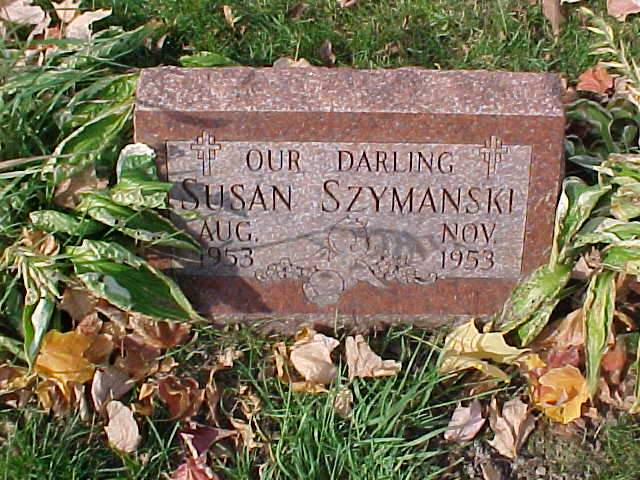 OUR DARLING
SUSAN SZYMANSKI
AUG. NOV.
1953 1953